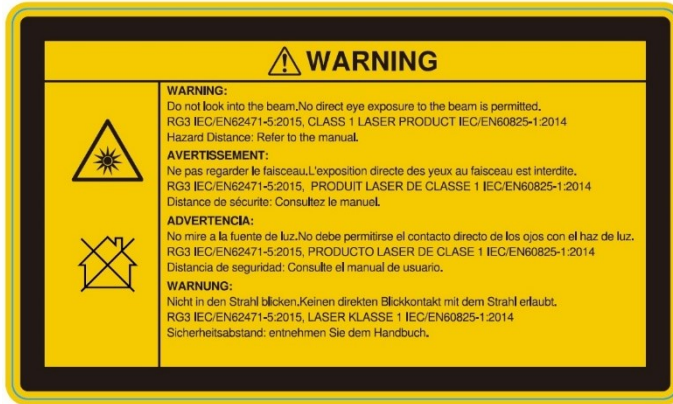 WARNING
WARNING:
Do not look into the beam.No direct eye exposure to the beam is permitted.
RG3 IEC/EN62471-5:2015, CLASS 1 LASER PRODUCT IEC/EN60825-1:2014
Hazard Distance: Refer to the manual.
AVERTISSEMENT:
Ne pas regarder le faisceau.L'exposition directe des yeux au faisceau est interdite.
RG3 IEC/EN62471-5:2015, PRODUIT LASER DE CLASSE 1 IEC/EN60825-1:2014
Distance de sécurite: Consultez le manuel.
ADVERTENCIA:
No mire a la fuente de luz.No debe permitirse el contacto directo de los ojos con el haz de luz.
RG3 IEC/EN62471-5:2015, PRODUCTO LASER DE CLASE 1 IEC/EN60825-1:2014
Distancia de seguridad: Consulte el manual de usuario.
WARNUNG:
Nicht in den Strahl blicken.Keinen direkten Blickkontakt mit dem Strahl erlaubt.
RG3 IEC/EN62471-5:2015, LASER KLASSE 1 IEC/EN60825-1:2014
Sicherheitsabstand: entnehmen Sie dem Handbuch.